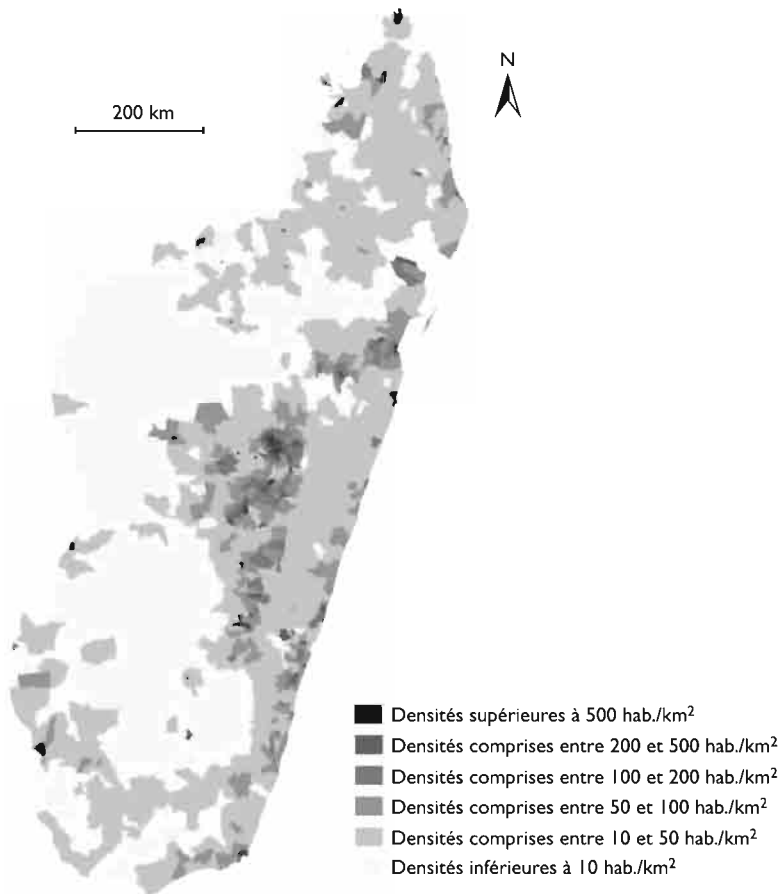 N
200 km
Densités supérieures à 500 hab./km²
Densités comprises entre 200 et 500 hab./km²
Densités comprises entre 100 et 200 hab./km²
Densités comprises entre 50 et 100 hab./km²
Densités comprises entre 10 et 50 hab./km²
Densités inférieures à 10 hab./km²